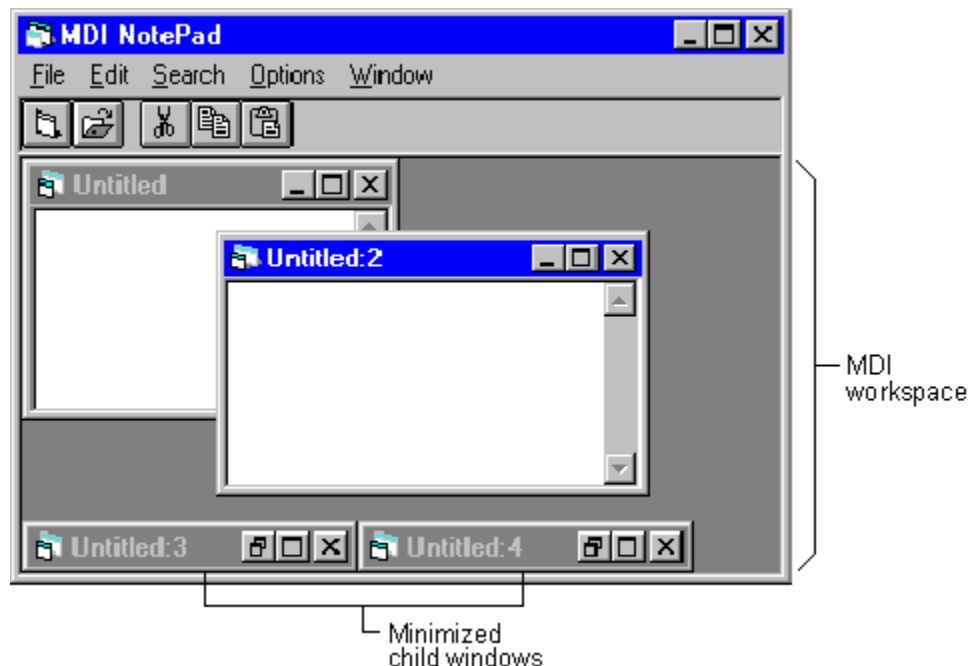 MDI NotePad
File Edit Search Options Window
Untitled
Untitled:2
MDI
workspace
Untitled:3 Untitled:4
Minimized
child windows